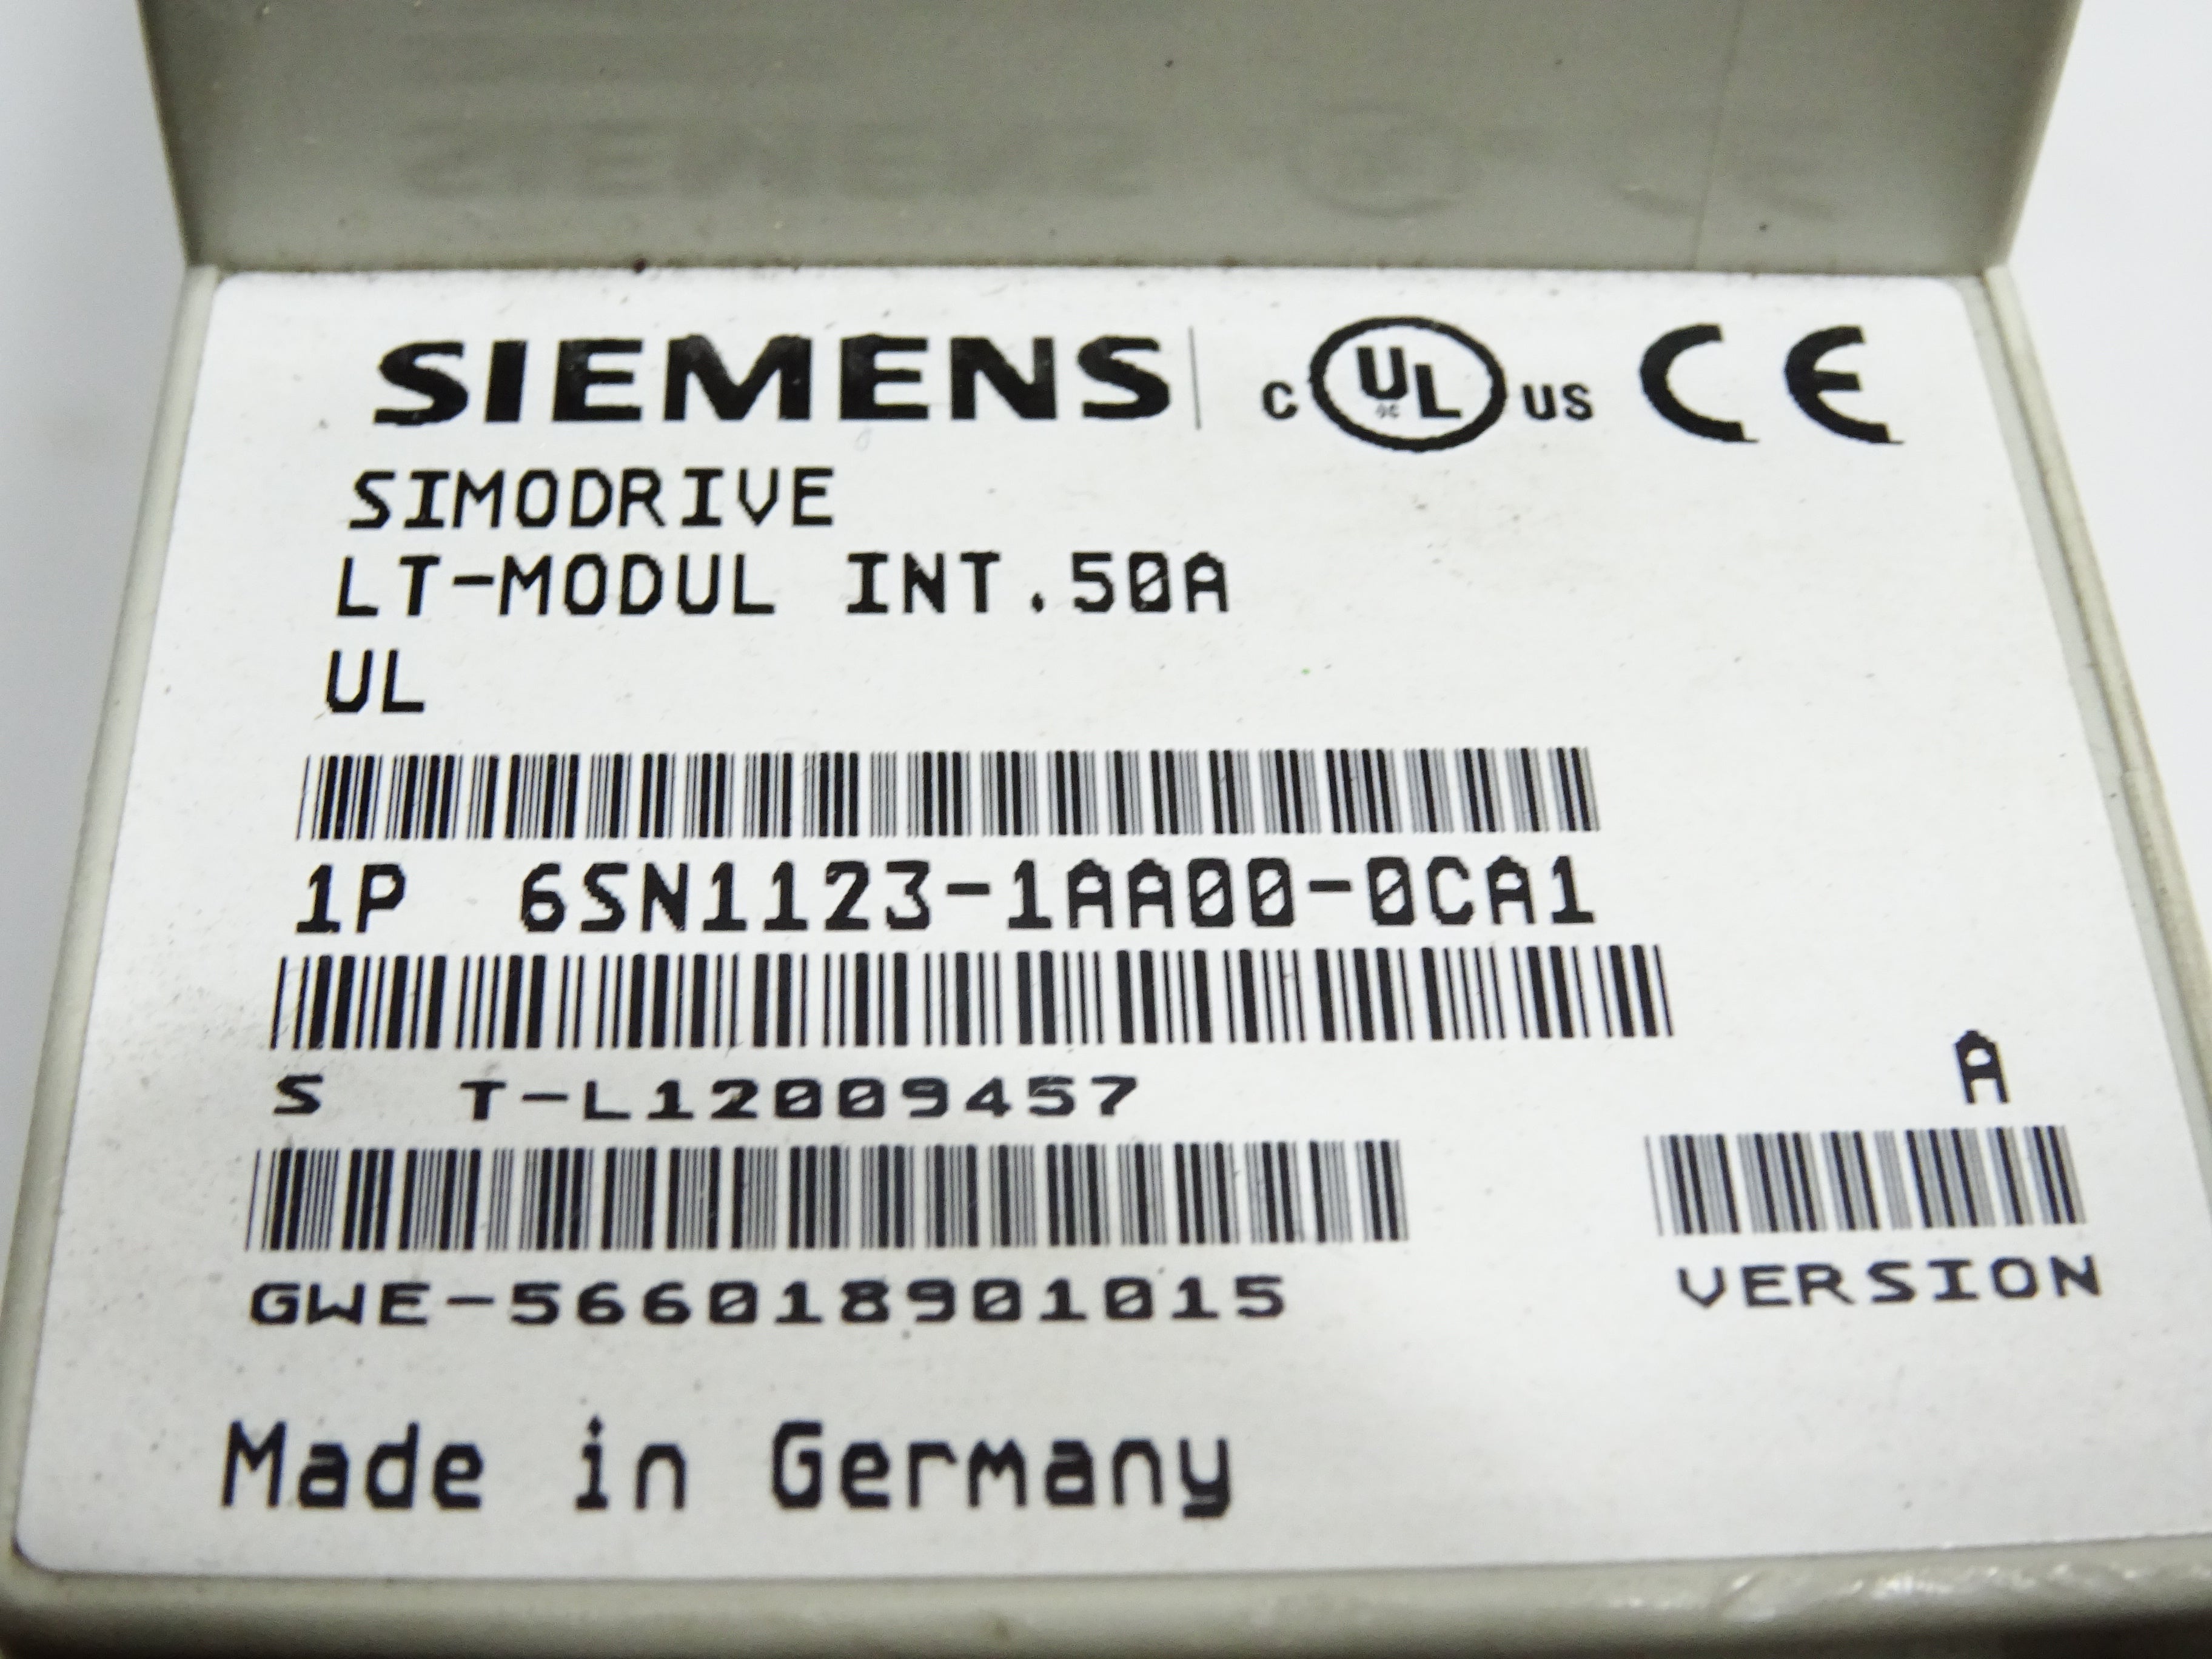 SIEMENS c UL us CE
SIMODRIVE
LT-MODUL INT.50A
UL
1P 6SN1123-1AA00-0CA1
S T-L12009457
A
GWE-566018901015
VERSION
Made in Germany